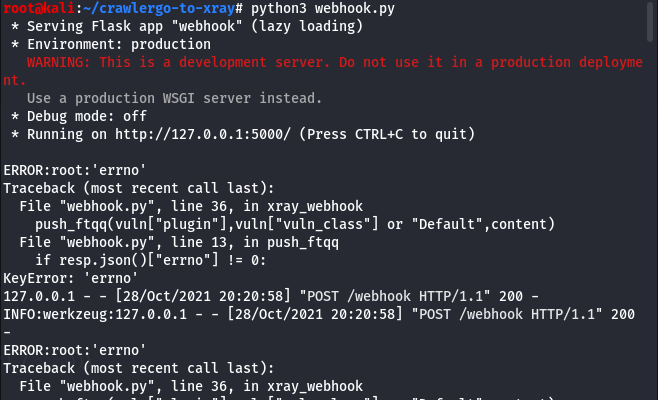 root@kali:~/crawlergo-to-xray# python3 webhook.py
 * Serving Flask app "webhook" (lazy loading)
 * Environment: production
   WARNING: This is a development server. Do not use it in a production deployme
nt.
   Use a production WSGI server instead.
 * Debug mode: off
 * Running on http://127.0.0.1:5000/ (Press CTRL+C to quit)

ERROR:root:'errno'
Traceback (most recent call last):
  File "webhook.py", line 36, in xray_webhook
    push_ftqq(vuln["plugin"],vuln["vuln_class"] or "Default",content)
  File "webhook.py", line 13, in push_ftqq
    if resp.json()["errno"] != 0:
KeyError: 'errno'
127.0.0.1 - - [28/Oct/2021 20:20:58] "POST /webhook HTTP/1.1" 200 -
INFO:werkzeug:127.0.0.1 - - [28/Oct/2021 20:20:58] "POST /webhook HTTP/1.1" 200
-
ERROR:root:'errno'
Traceback (most recent call last):
  File "webhook.py", line 36, in xray_webhook